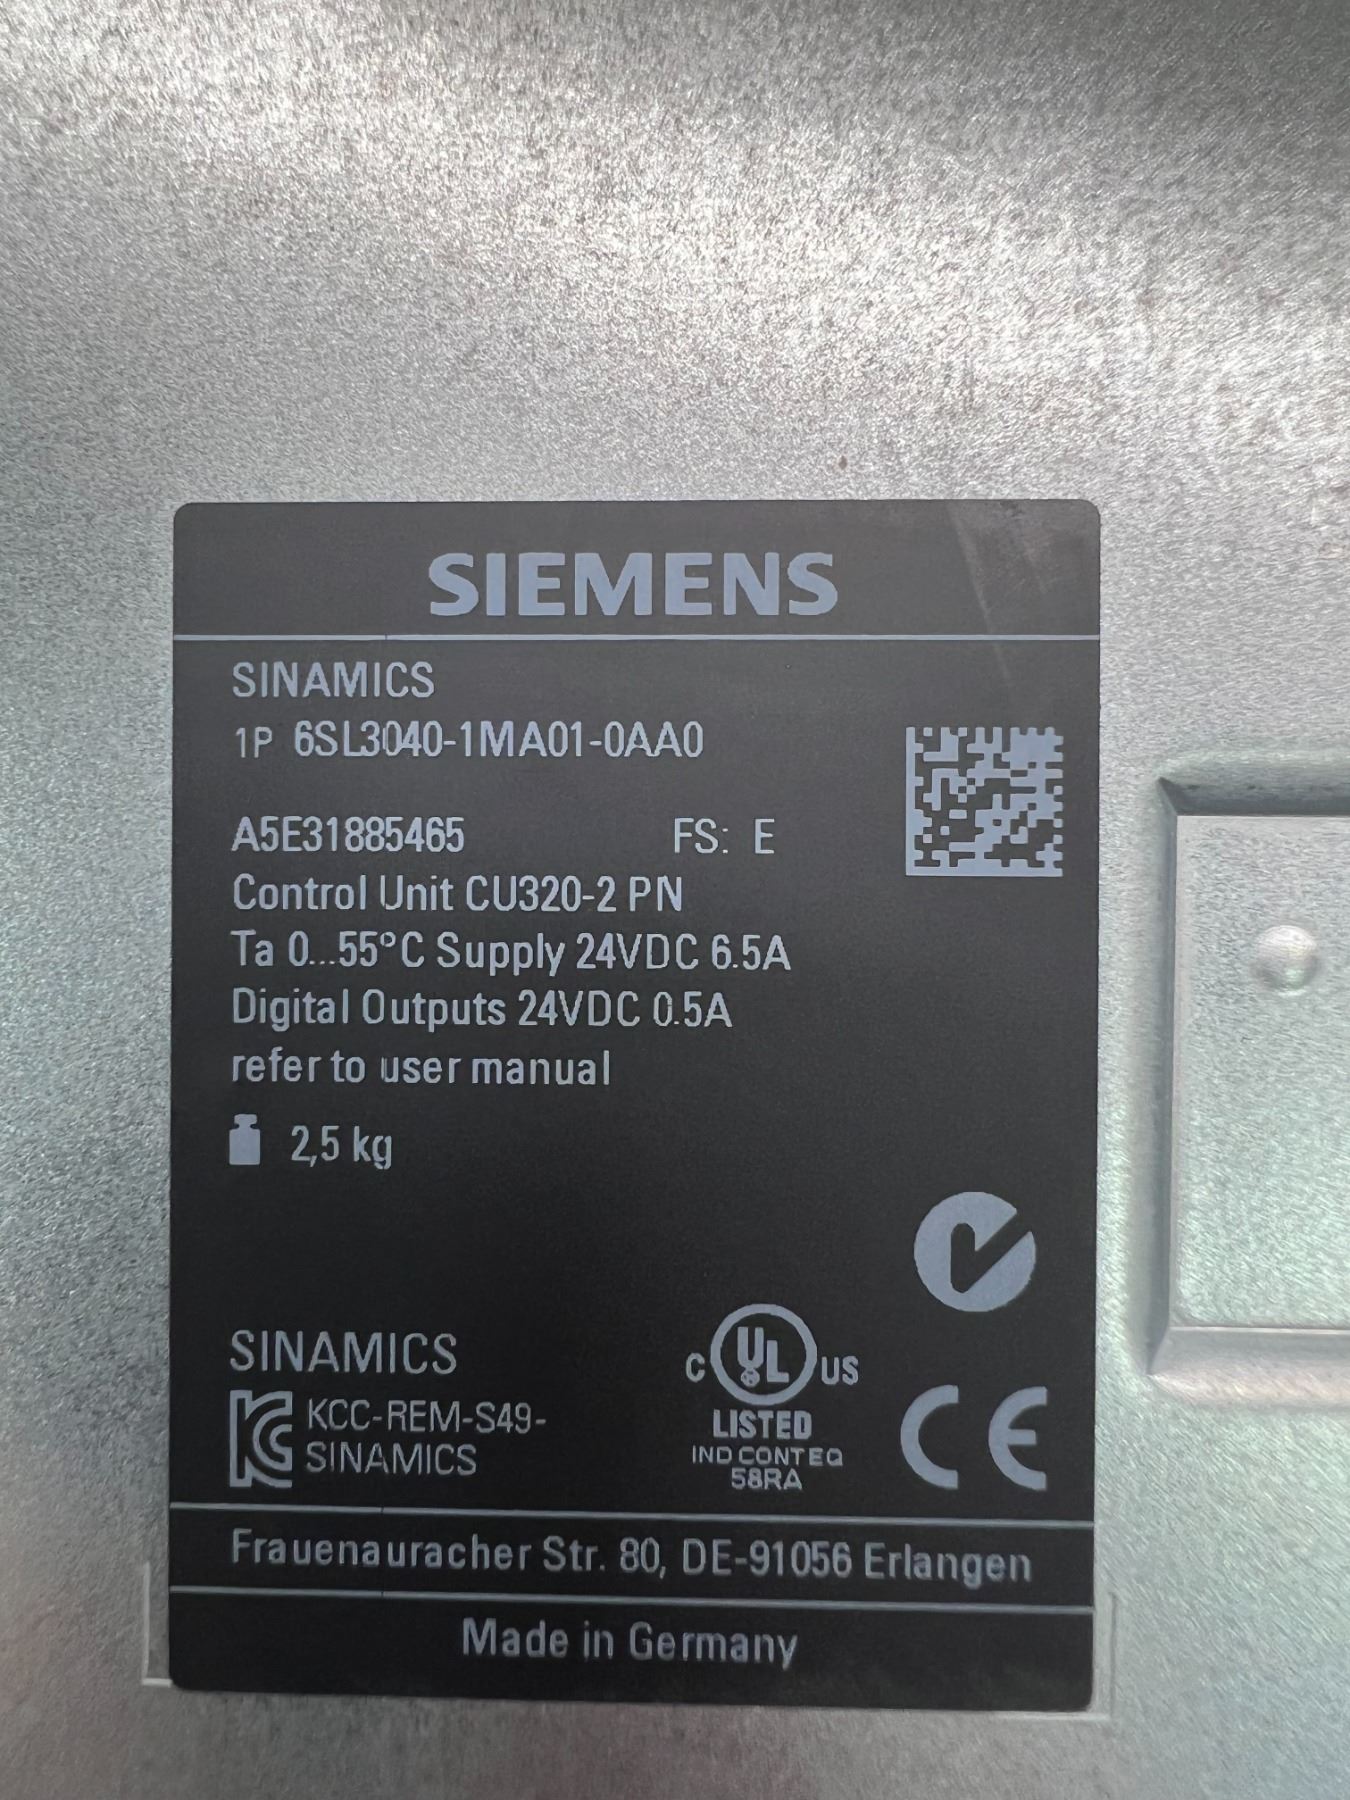 SIEMENS
SINAMICS
1P 6SL3040-1MA01-0AA0
A5E31885465 FS: E
Control Unit CU320-2 PN
Ta 0...55°C Supply 24VDC 6.5A
Digital Outputs 24VDC 0.5A
refer to user manual
2,5 kg
SINAMICS
KCC-REM-S49-
SINAMICS
C UL US
LISTED
IND CONT EQ
58RA
CE
Frauenauracher Str. 80, DE-91056 Erlangen
Made in Germany